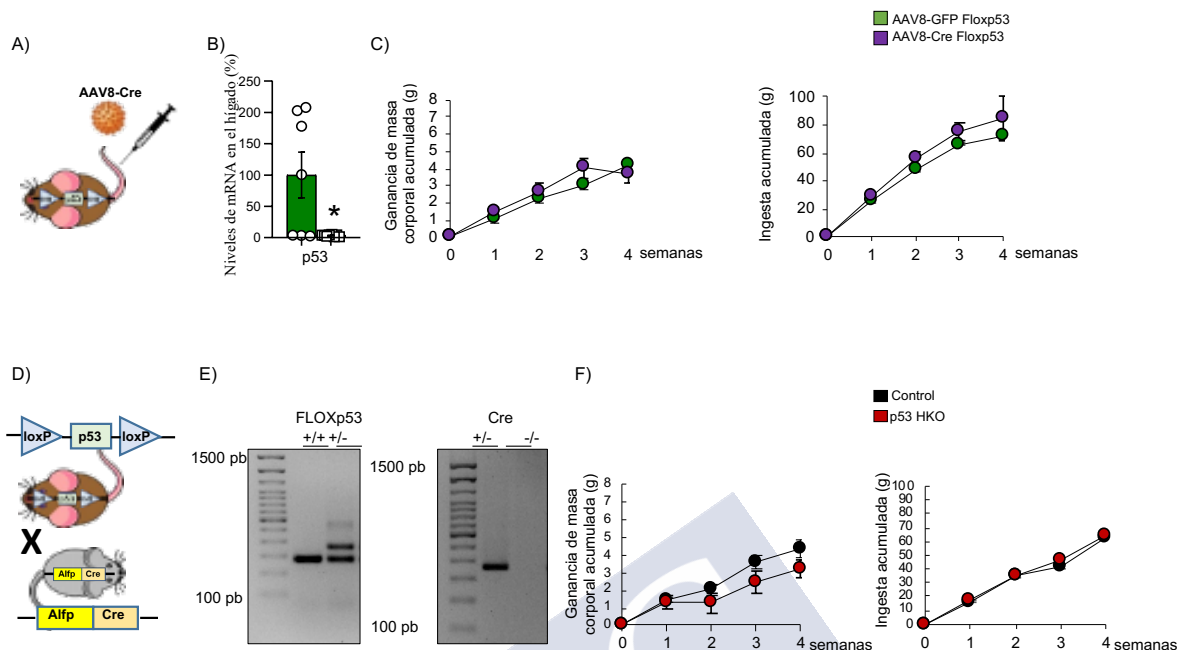 AAV8-GFP Floxp53
AAV8-Cre Floxp53
A)
B)
C)
AAV8-Cre
Niveles de mRNA en el hígado (%)
250
200
150
100
50
0
*
p53
Ganancia de masa
corporal acumulada (g)
8
7
6
5
4
3
2
1
0
0 1 2 3 4 semanas
Ingesta acumulada (g)
100
80
60
40
20
0
0 1 2 3 4 semanas
D)
E)
F)
loxP p53 loxP
X
Alfp Cre
Alfp Cre
FLOXp53
+/+ +/-
1500 pb
100 pb
Cre
+/- -/-
1500 pb
100 pb
Control
p53 HKO
Ganancia de masa
corporal acumulada (g)
8
7
6
5
4
3
2
1
0
0 1 2 3 4 semanas
Ingesta acumulada (g)
100
90
80
70
60
50
40
30
20
10
0
0 1 2 3 4 semanas